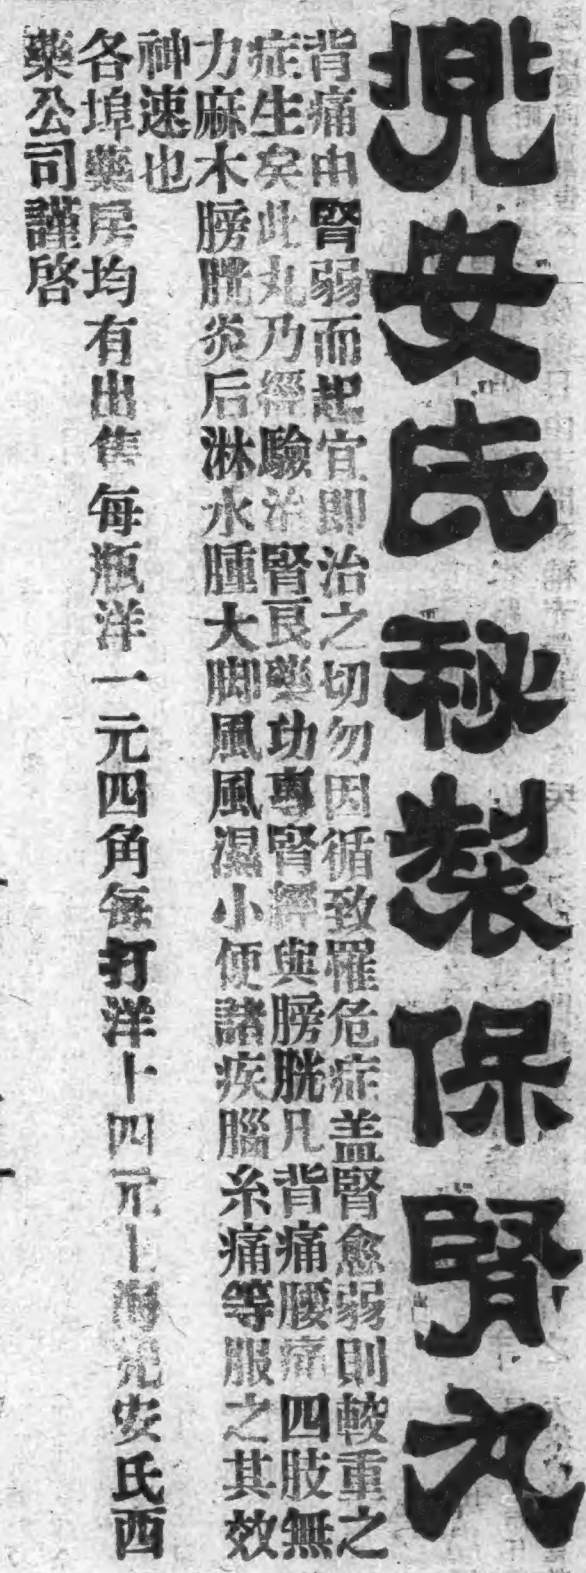 兜安氏秘製保腎丸
背痛由腎弱而起宜即治之切勿因循致罹危症盖腎愈弱則較重之
症生矣此丸乃經驗治腎良藥功專腎經與膀胱凡背痛腰痛四肢無
力麻木膀胱炎后淋水腫大脚風風濕小便諸疾腦糸痛等服之其效
神速也
各埠藥房均有出售每瓶洋一元四角每打洋十四元上海兜安氏西
藥公司謹啓